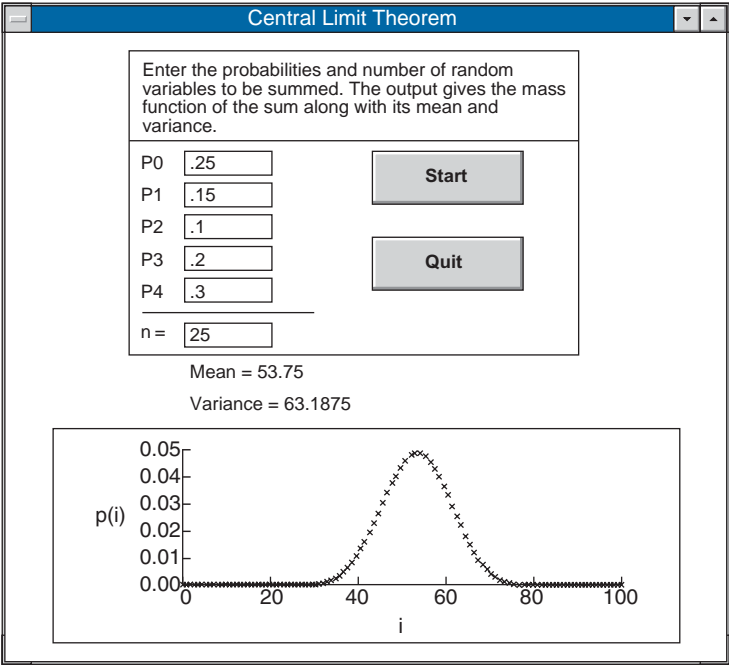 Central Limit Theorem
Enter the probabilities and number of random
variables to be summed. The output gives the mass
function of the sum along with its mean and
variance.
P0 .25
P1 .15
P2 .1
P3 .2
P4 .3
Start
Quit
n = 25
Mean = 53.75
Variance = 63.1875
0.05
0.04
0.03
p(i)
0.02
0.01
0.00
0 20 40 60 80 100
i